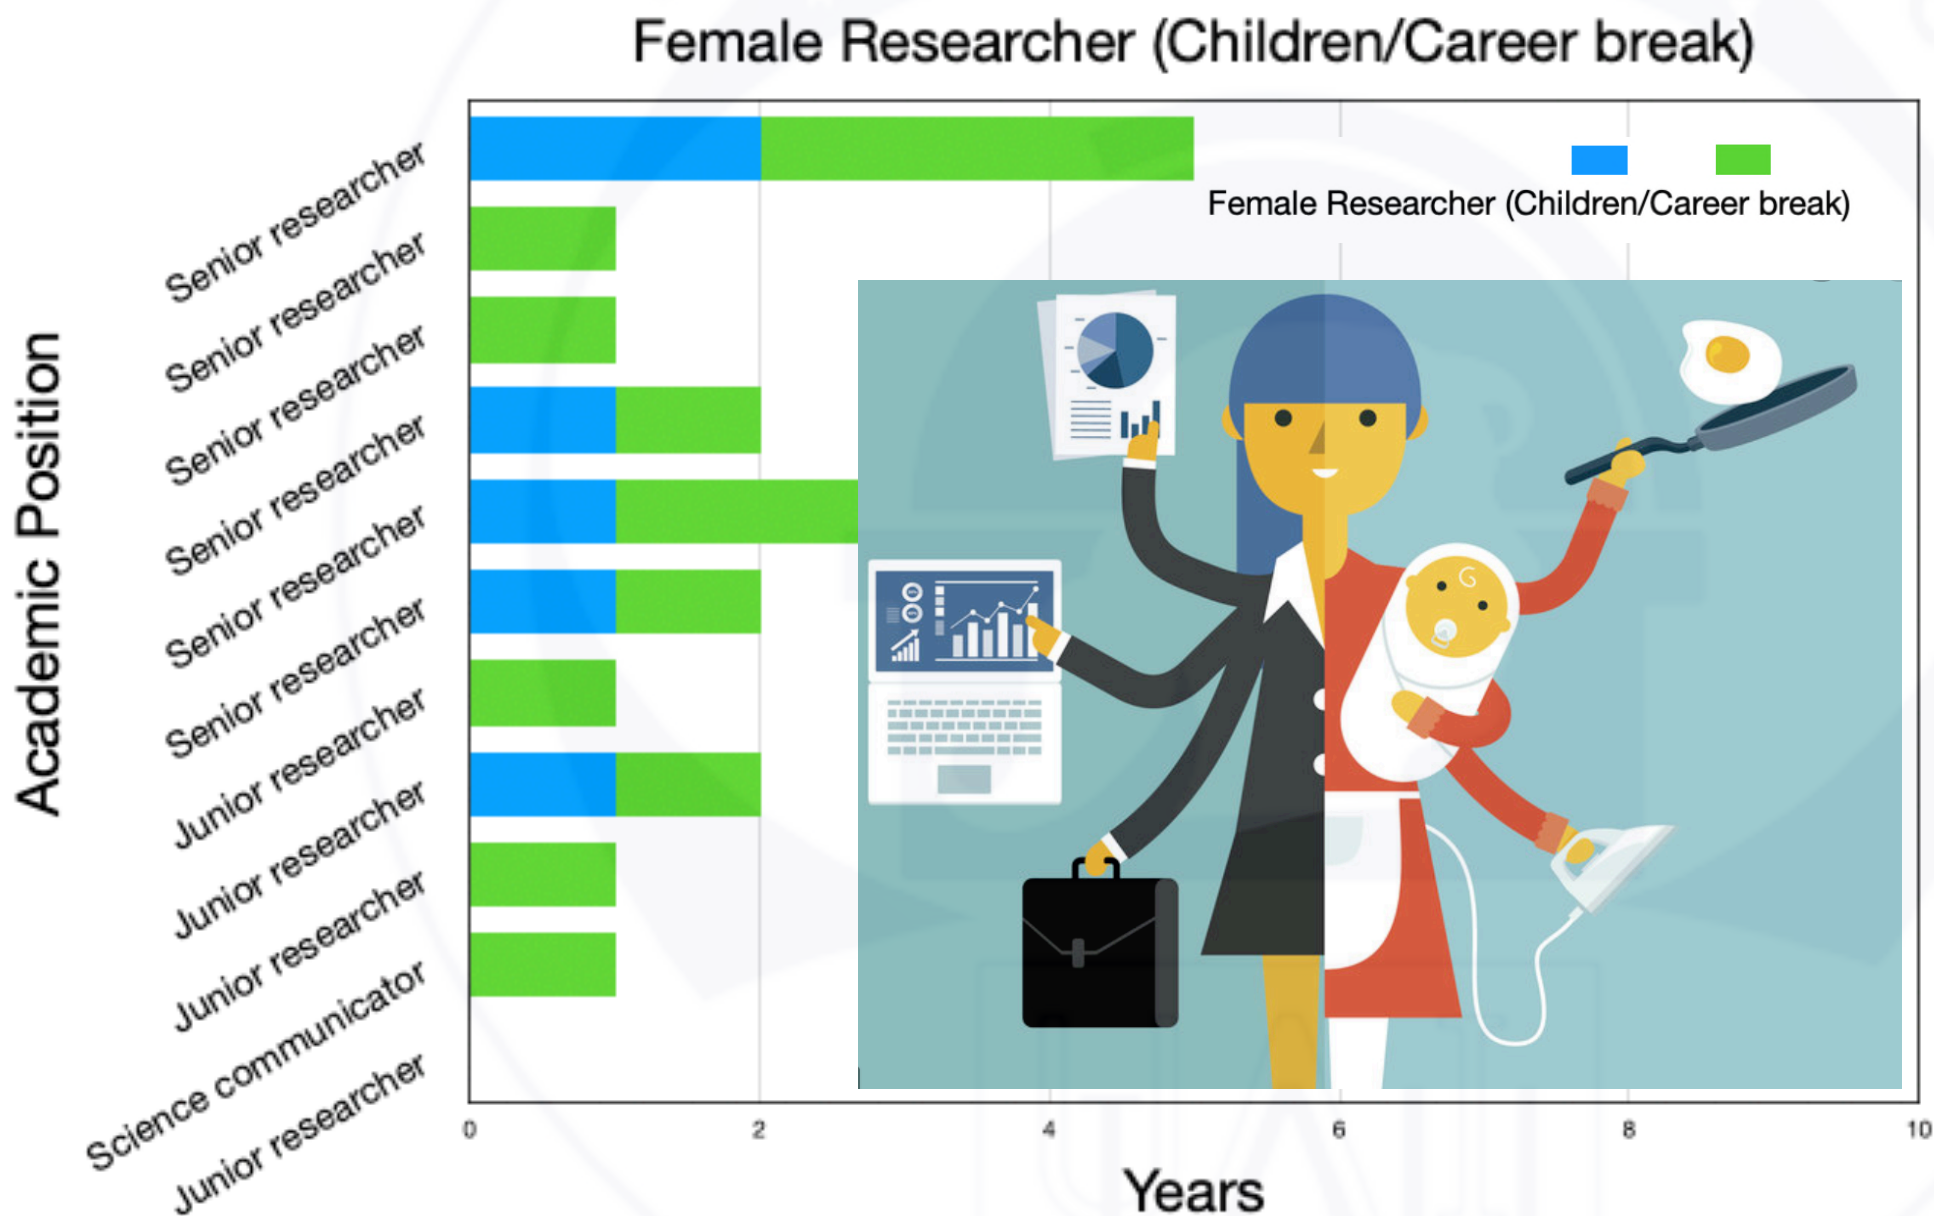 Female Researcher (Children/Career break)
Female Researcher (Children/Career break)
Academic Position
Senior researcher
Senior researcher
Senior researcher
Senior researcher
Senior researcher
Senior researcher
Junior researcher
Junior researcher
Junior researcher
Science communicator
Junior researcher
0 2 4 6 8 10
Years